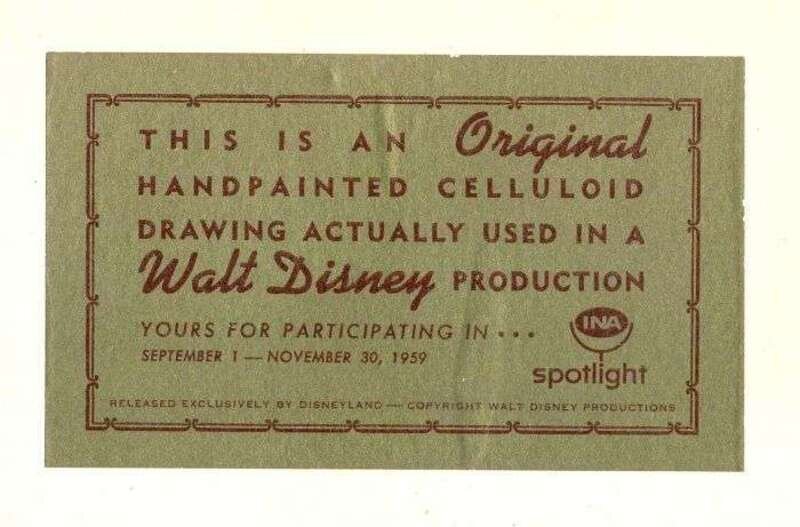 THIS IS AN Original
HANDPAINTED CELLULOID
DRAWING ACTUALLY USED IN A
Walt Disney PRODUCTION
YOURS FOR PARTICIPATING IN...
SEPTEMBER 1 — NOVEMBER 30, 1959
INA
spotlight
RELEASED EXCLUSIVELY BY DISNEYLAND — COPYRIGHT WALT DISNEY PRODUCTIONS